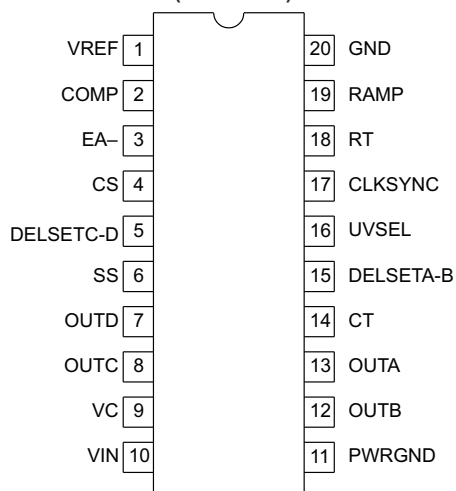 VREF 1 20 GND
COMP 2 19 RAMP
EA– 3 18 RT
CS 4 17 CLKSYNC
DELSETC-D 5 16 UVSEL
SS 6 15 DELSETA-B
OUTD 7 14 CT
OUTC 8 13 OUTA
VC 9 12 OUTB
VIN 10 11 PWRGND